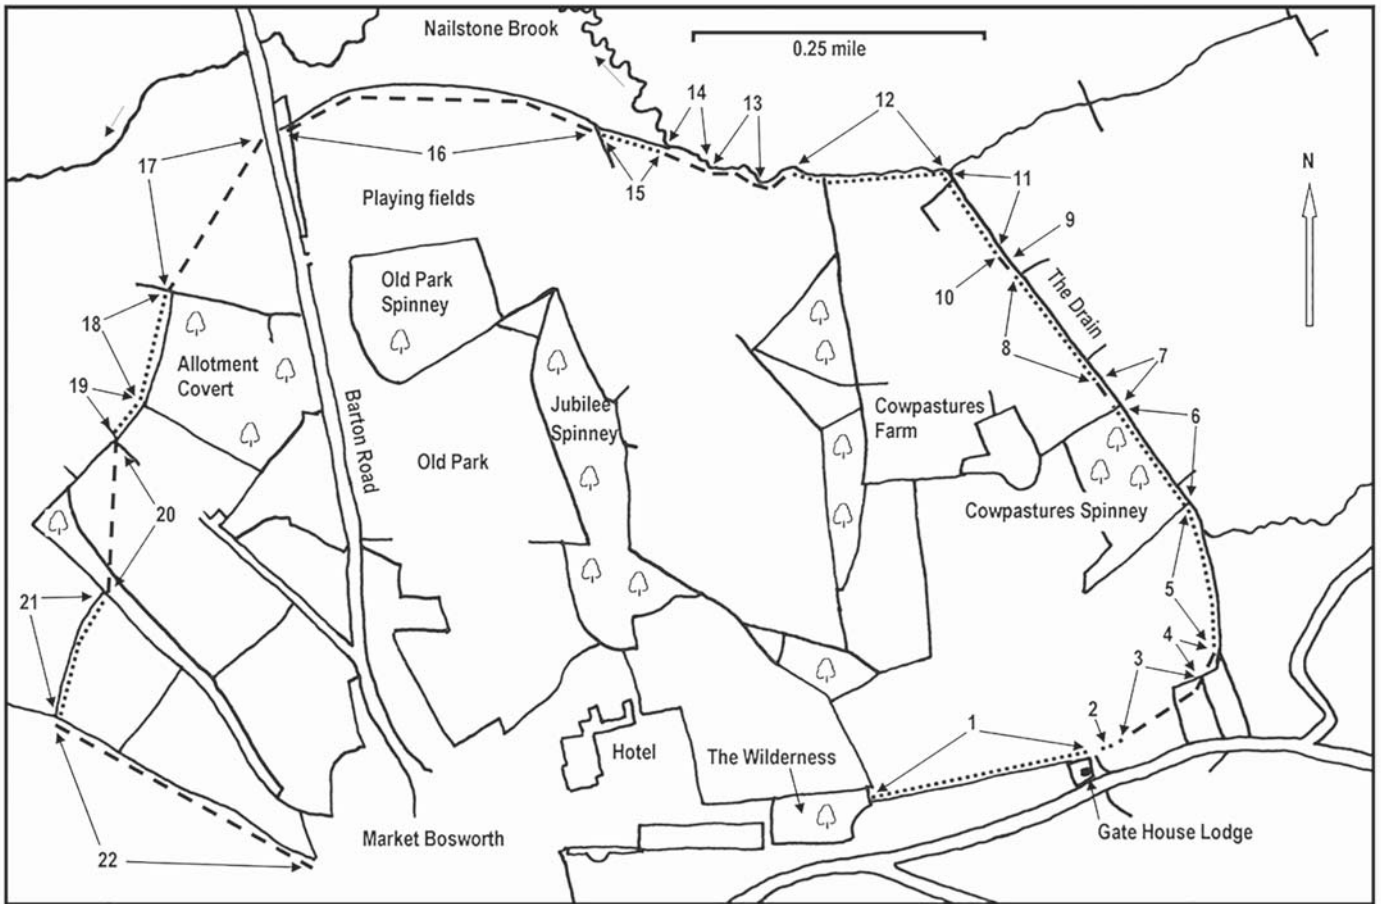 Nailstone Brook
0.25 mile
14
13
12
17
16
15
11
N
Playing fields
9
10
The Drain
Old Park
Spinney
18
8
7
Allotment
Covert
19
Barton Road
Jubilee
Spinney
Cowpastures
Farm
6
Old Park
20
Cowpastures Spinney
21
5
4
3
1
2
Hotel
The Wilderness
Market Bosworth
Gate House Lodge
22